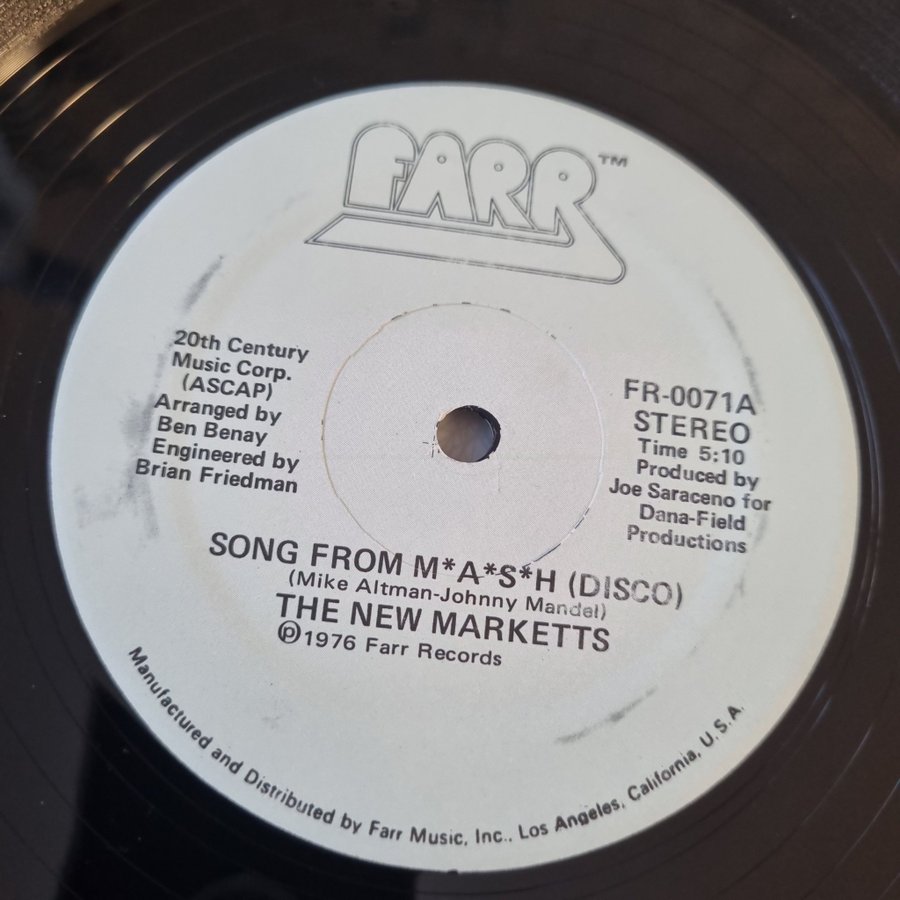 FARR™
20th Century
Music Corp.
(ASCAP)
Arranged by
Ben Benay
Engineered by
Brian Friedman
FR-0071A
STEREO
Time 5:10
Produced by
Joe Saraceno for
Dana-Field
Productions
SONG FROM M*A*S*H (DISCO)
(Mike Altman-Johnny Mandel)
THE NEW MARKETTS
℗1976 Farr Records
Manufactured and Distributed by Farr Music, Inc., Los Angeles, California, U.S.A.